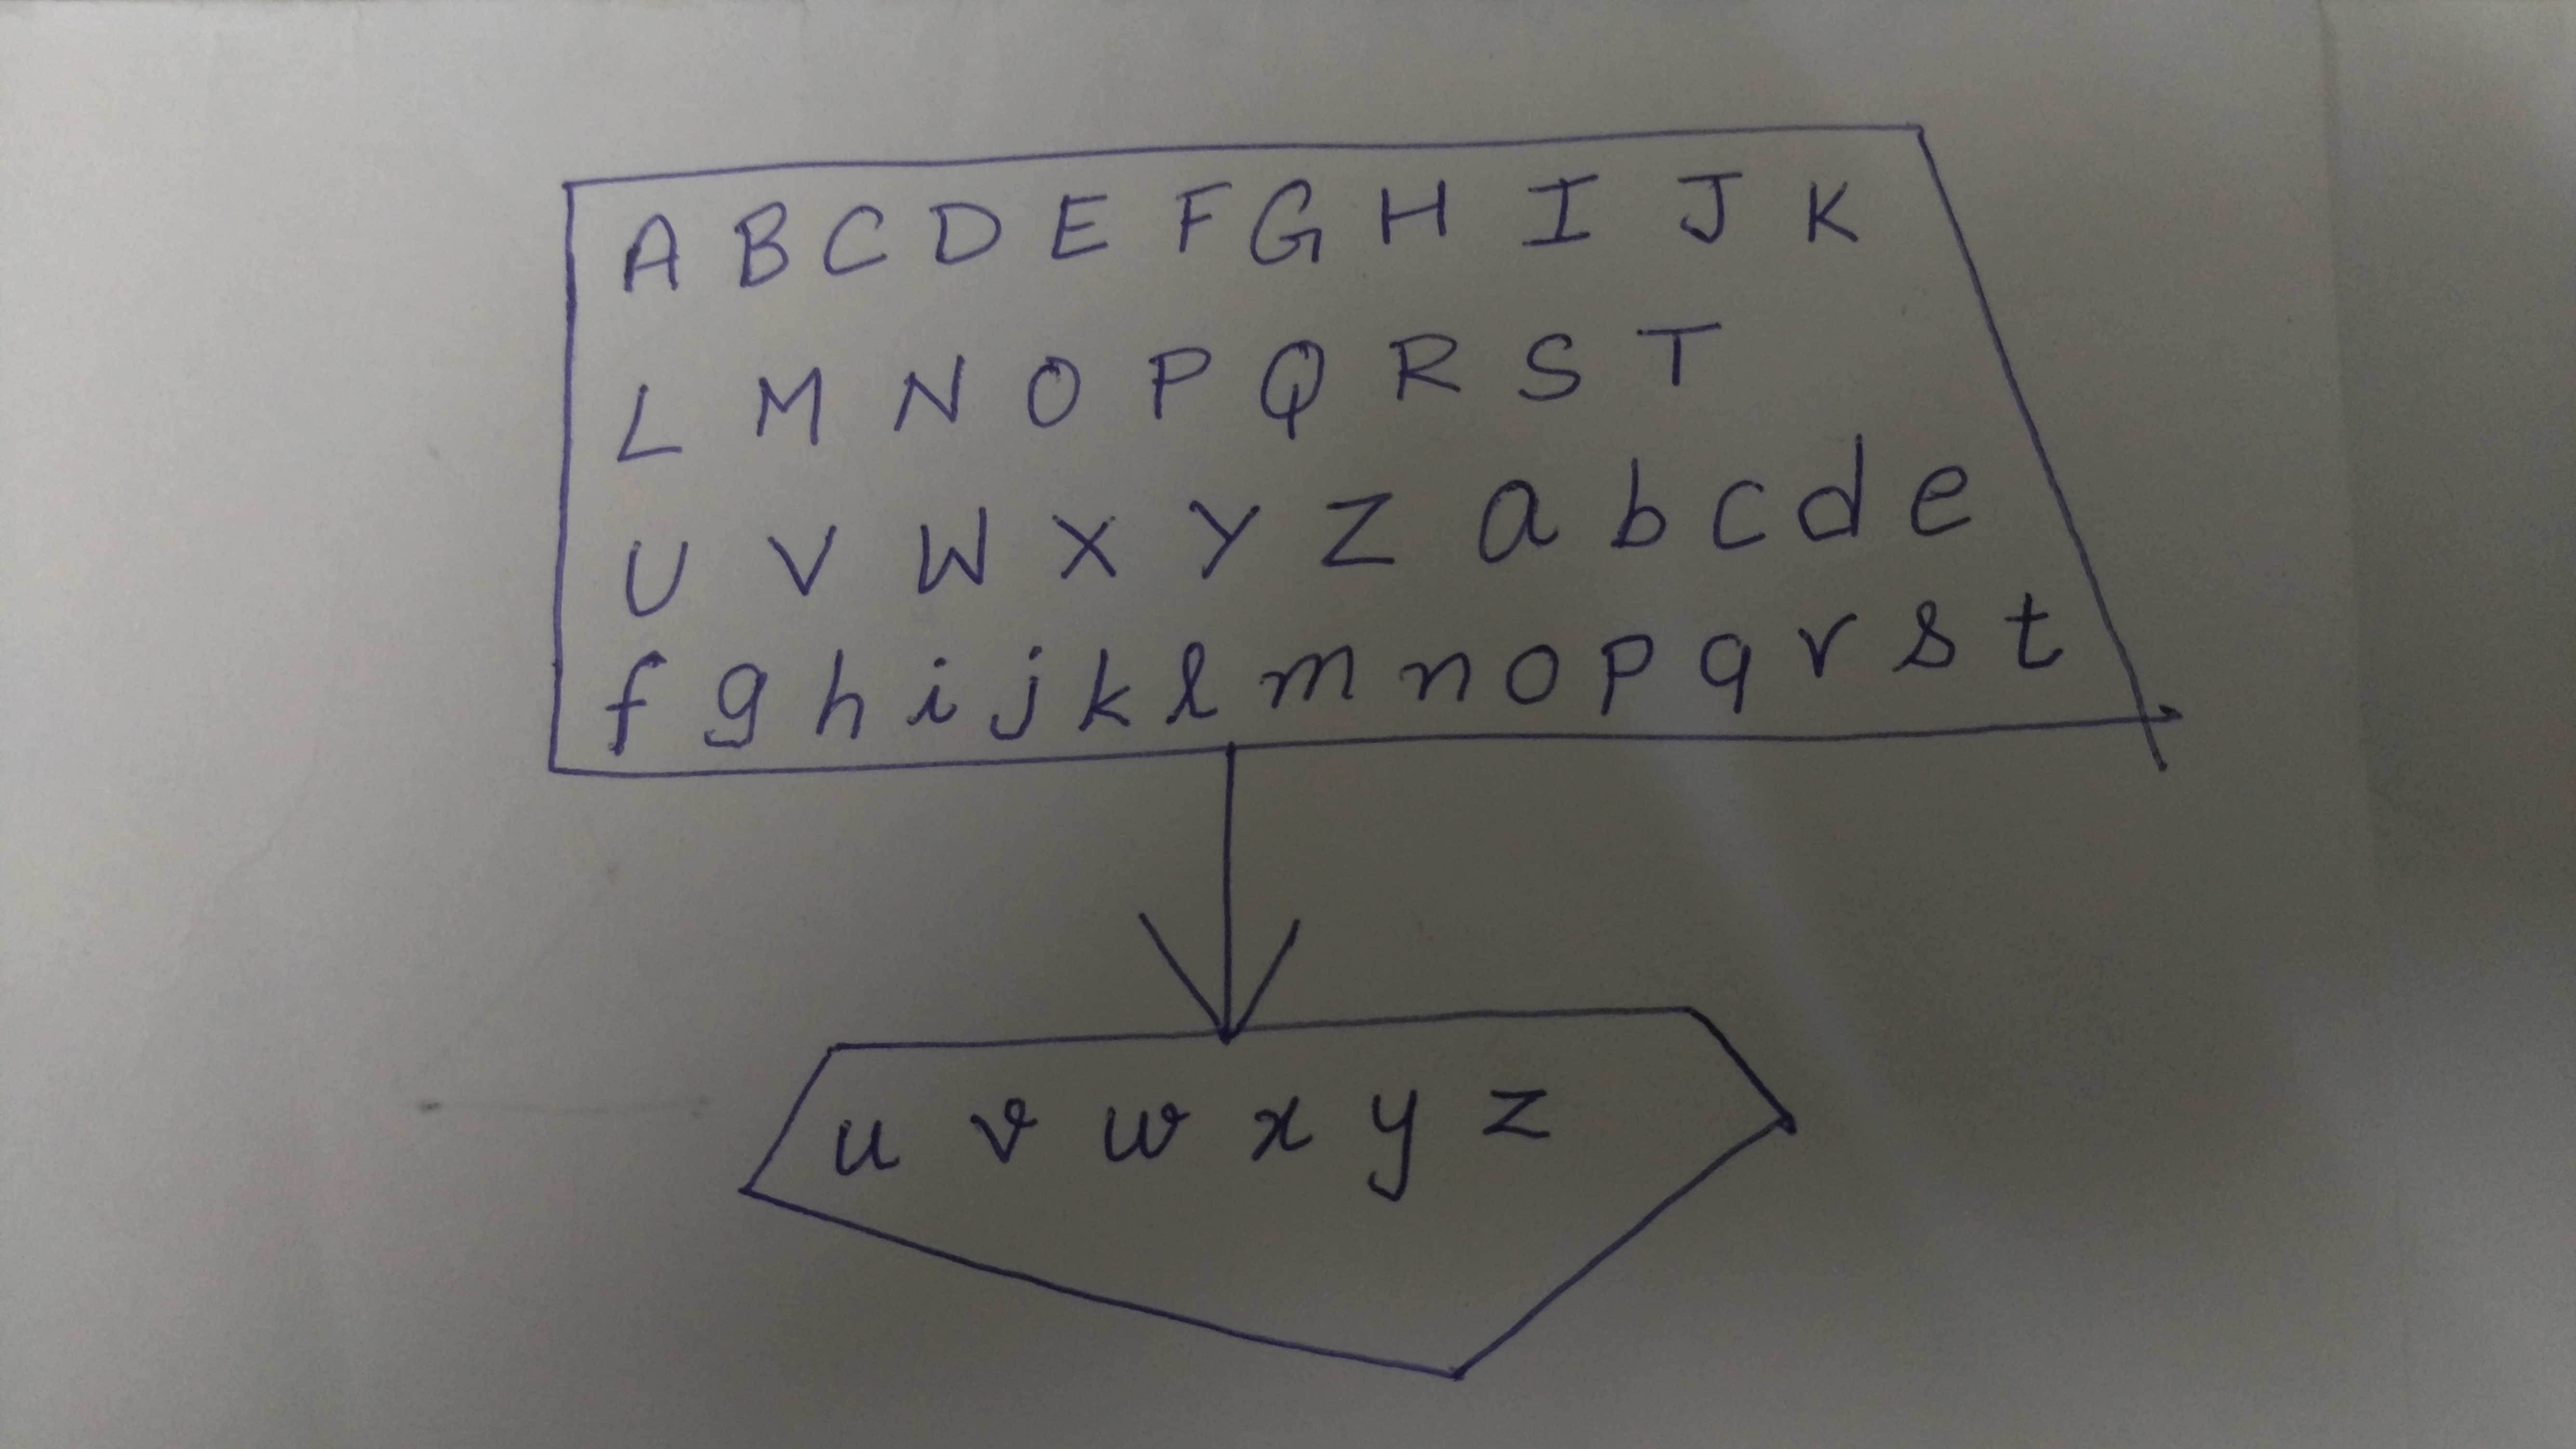 A B C D E F G H I J K
L M N O P Q R S T
U V W X Y Z a b c d e
f g h i j k l m n o p q r s t
u v w x y z